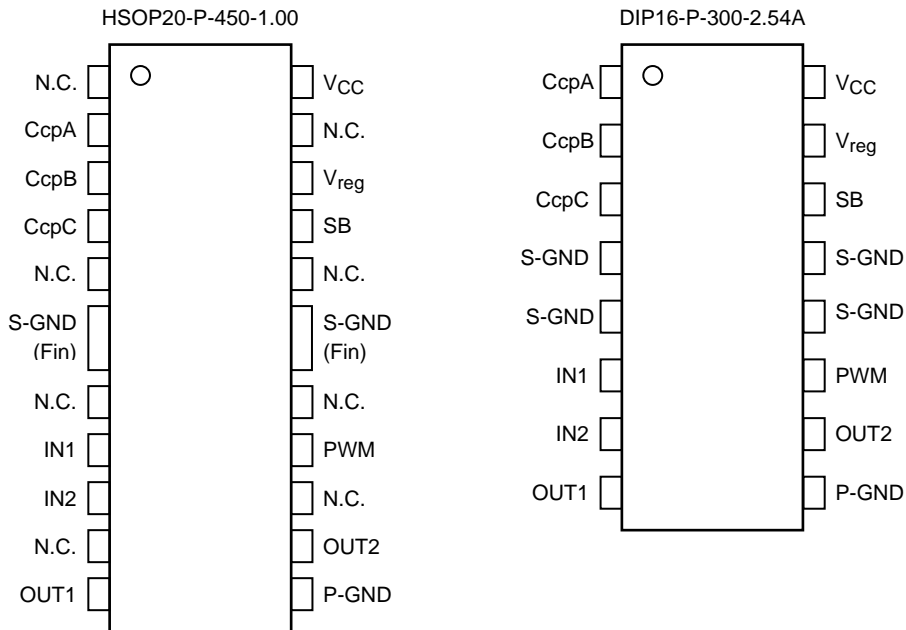 HSOP20-P-450-1.00
N.C.
CcpA
CcpB
CcpC
N.C.
S-GND
(Fin)
N.C.
IN1
IN2
N.C.
OUT1
VCC
N.C.
Vreg
SB
N.C.
S-GND
(Fin)
N.C.
PWM
N.C.
OUT2
P-GND
DIP16-P-300-2.54A
CcpA
CcpB
CcpC
S-GND
S-GND
IN1
IN2
OUT1
VCC
Vreg
SB
S-GND
S-GND
PWM
OUT2
P-GND